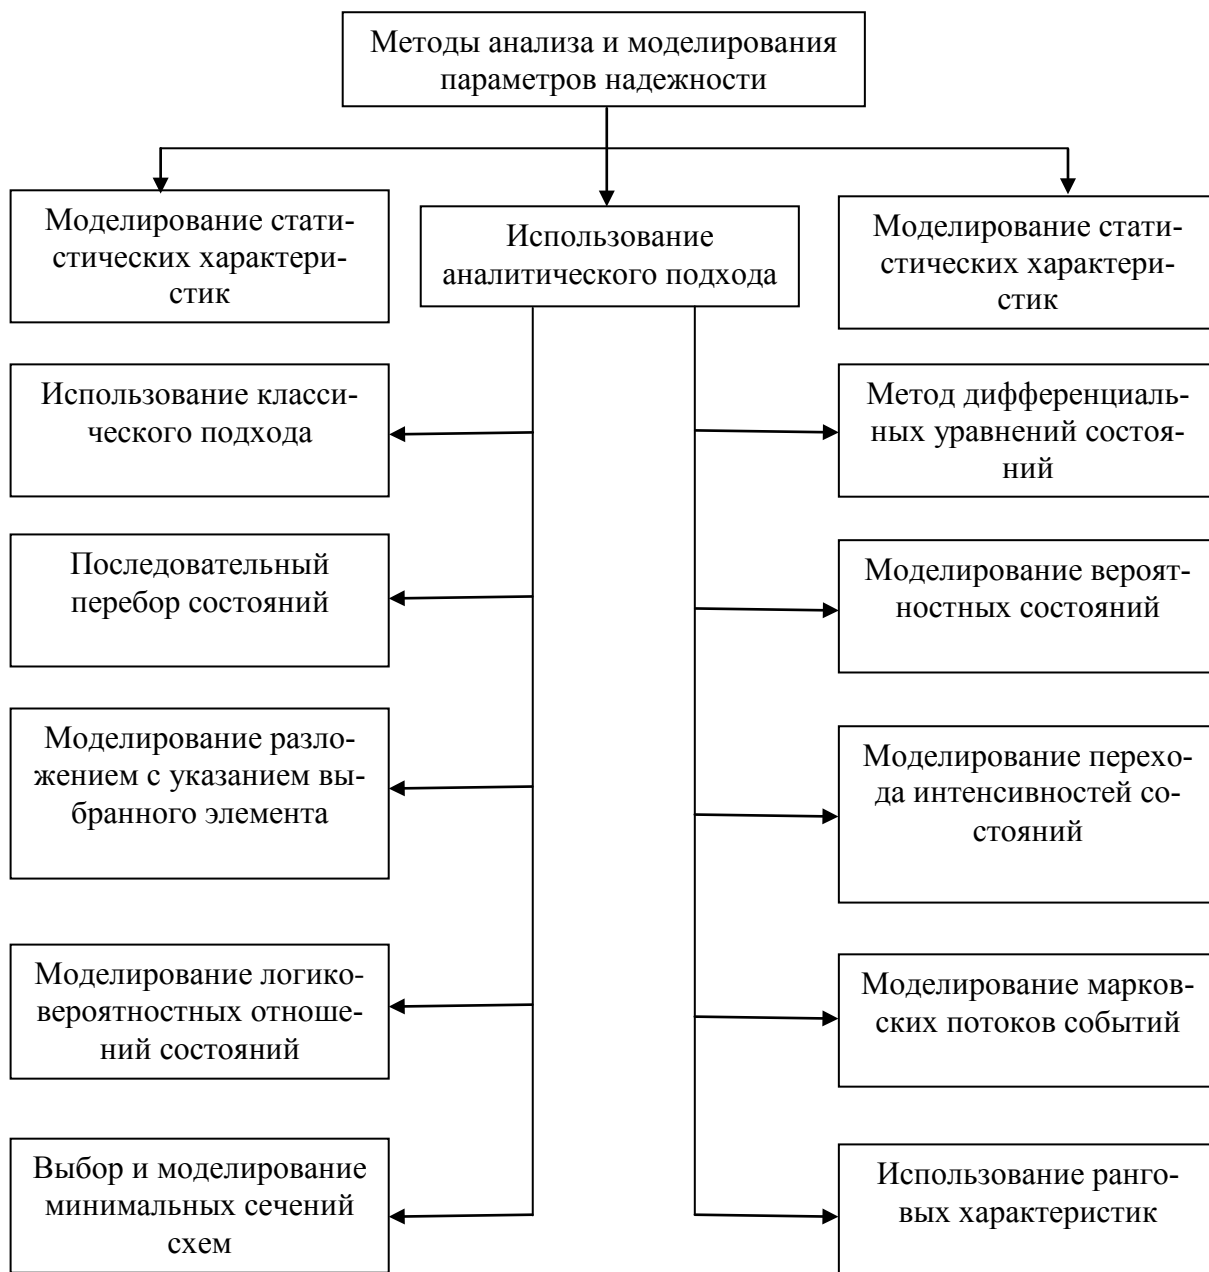 Методы анализа и моделирования
параметров надежности
Моделирование стати-
стических характери-
стик
Использование
аналитического подхода
Моделирование стати-
стических характери-
стик
Использование класси-
ческого подхода
Метод дифференциаль-
ных уравнений состоя-
ний
Последовательный
перебор состояний
Моделирование вероят-
ностных состояний
Моделирование разло-
жением с указанием вы-
бранного элемента
Моделирование перехо-
да интенсивностей со-
стояний
Моделирование логико-
вероятностных отноше-
ний состояний
Моделирование марков-
ских потоков событий
Выбор и моделирование
минимальных сечений
схем
Использование ранго-
вых характеристик